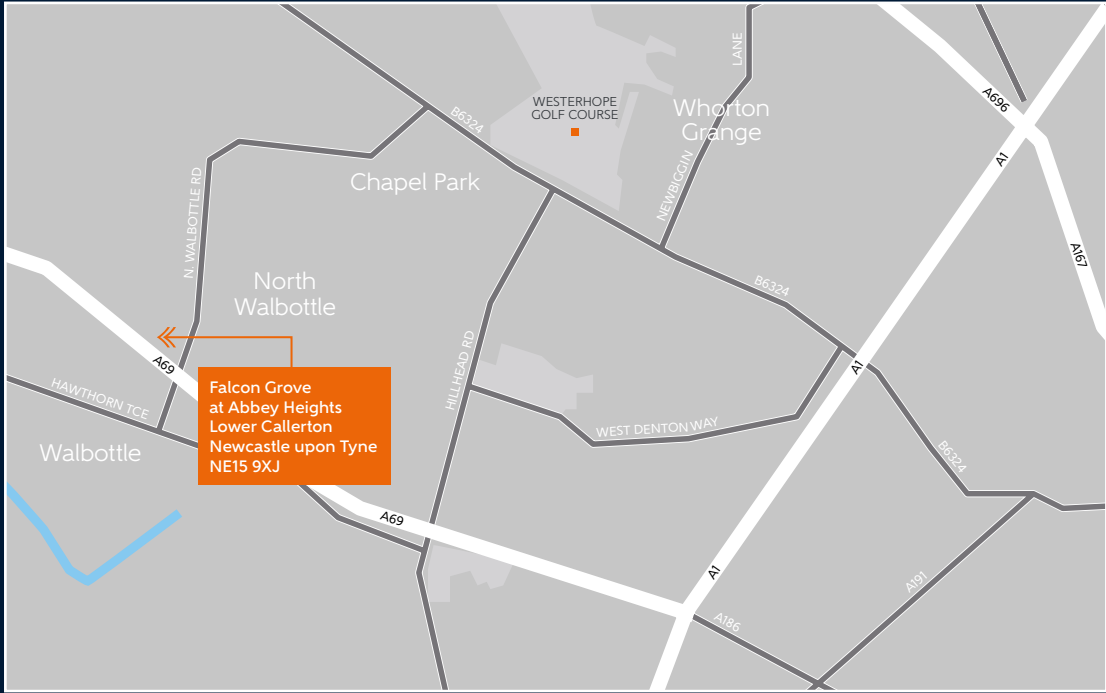 WESTERHOPE
GOLF COURSE
Whorton
Grange
LANE
NEWBIGGIN
A696
A1
A167
B6324
Chapel Park
N. WALBOTTLE RD
North
Walbottle
B6324
A69
HAWTHORN TCE
Walbottle
Falcon Grove
at Abbey Heights
Lower Callerton
Newcastle upon Tyne
NE15 9XJ
HILLHEAD RD
WEST DENTON WAY
A1
B6324
A69
A1
A191
A186